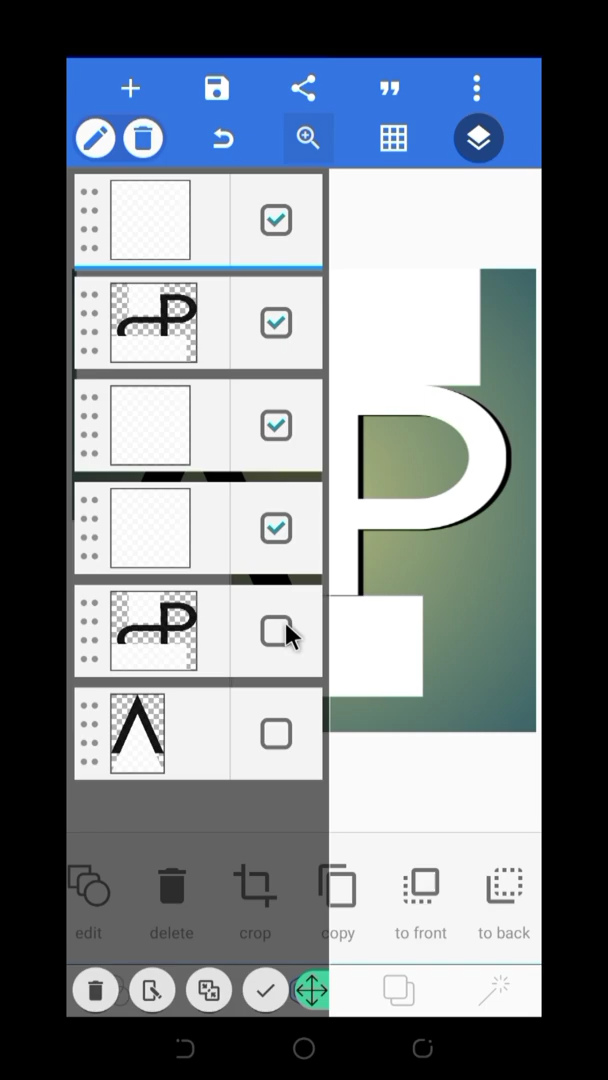 P
P
P
Λ
edit
delete
crop
copy
to front
to back